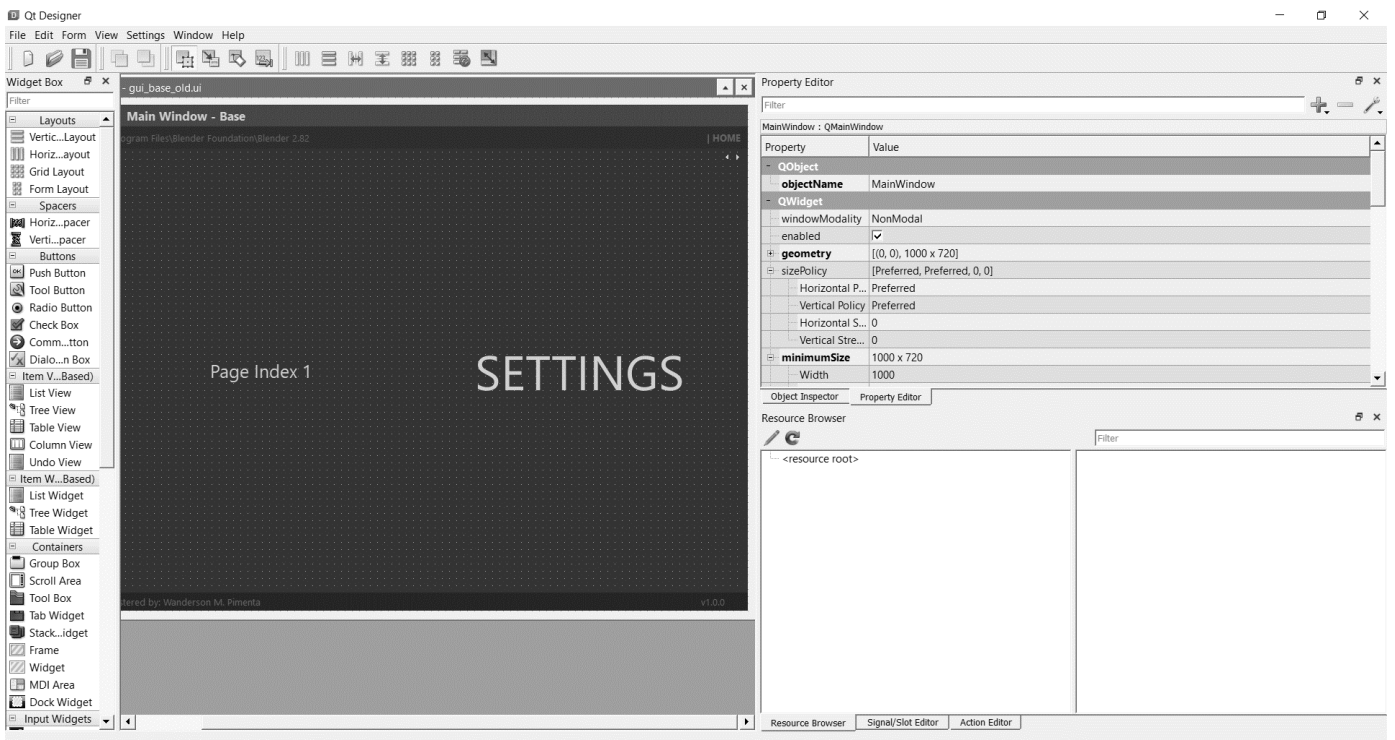 Qt Designer
File Edit Form View Settings Window Help
Widget Box
Filter
Layouts
Vertic...Layout
Horiz...ayout
Grid Layout
Form Layout
Spacers
Horiz...pacer
Verti...pacer
Buttons
Push Button
Tool Button
Radio Button
Check Box
Comm...tton
Dialo...n Box
Item V...Based)
List View
Tree View
Table View
Column View
Undo View
Item W...Based)
List Widget
Tree Widget
Table Widget
Containers
Group Box
Scroll Area
Tool Box
Tab Widget
Stack...idget
Frame
Widget
MDI Area
Dock Widget
Input Widgets
- gui_base_old.ui
Main Window - Base
ogram Files\Blender Foundation\Blender 2.82 | HOME
Page Index 1 SETTINGS
stered by: Wanderson M. Pimenta v1.0.0
Property Editor
Filter
MainWindow : QMainWindow
Property Value
QObject
objectName MainWindow
QWidget
windowModality NonModal
enabled
geometry [(0, 0), 1000 x 720]
sizePolicy [Preferred, Preferred, 0, 0]
Horizontal P... Preferred
Vertical Policy Preferred
Horizontal S... 0
Vertical Stre... 0
minimumSize 1000 x 720
Width 1000
Object Inspector Property Editor
Resource Browser
Filter
<resource root>
Resource Browser Signal/Slot Editor Action Editor